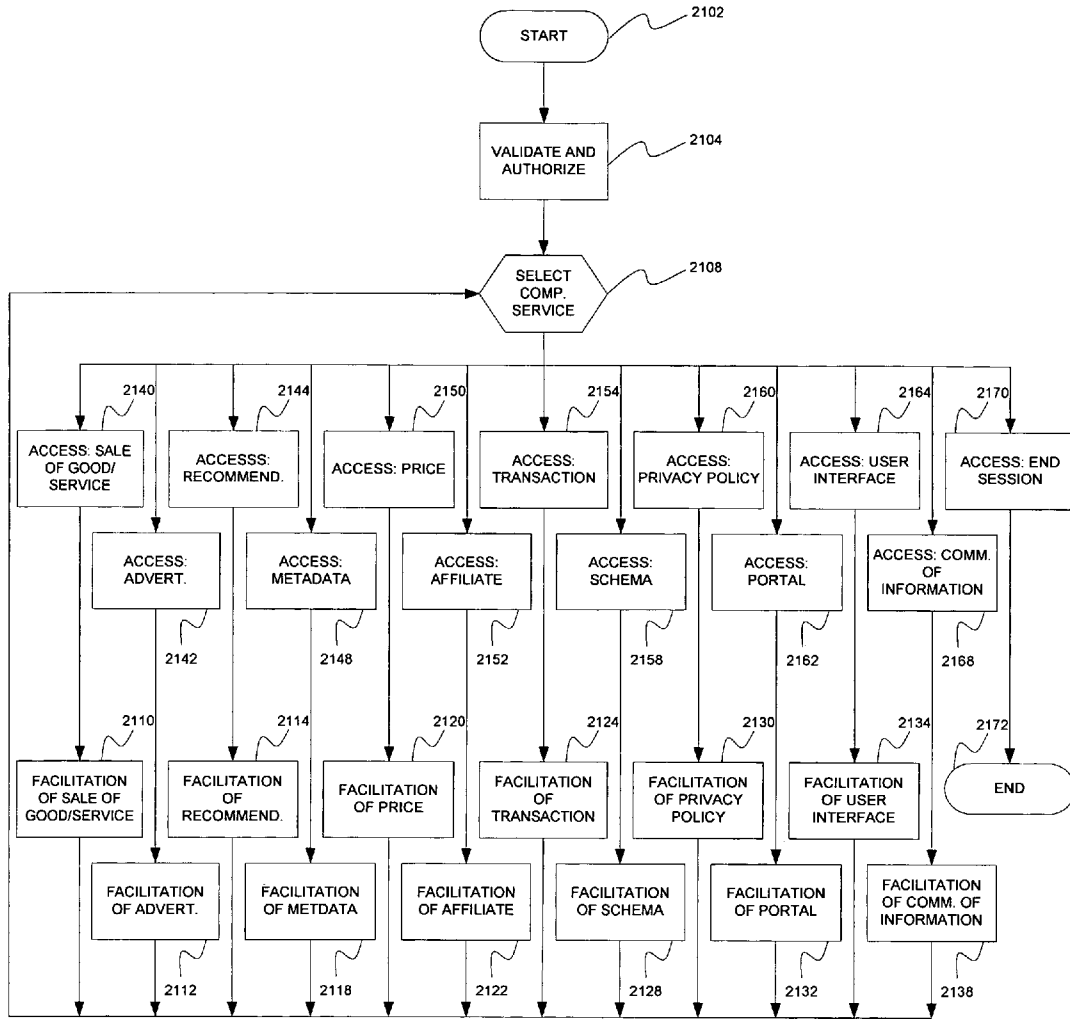 START
2102
VALIDATE AND
AUTHORIZE
2104
SELECT
COMP.
SERVICE
2108
2140
2144
2150
2154
2160
2164
2170
ACCESS: SALE
OF GOOD/
SERVICE
ACCESSS:
RECOMMEND.
ACCESS: PRICE
ACCESS:
TRANSACTION
ACCESS:
PRIVACY POLICY
ACCESS: USER
INTERFACE
ACCESS: END
SESSION
ACCESS:
ADVERT.
ACCESS:
METADATA
ACCESS:
AFFILIATE
ACCESS:
SCHEMA
ACCESS:
PORTAL
ACCESS: COMM.
OF
INFORMATION
2142
2148
2152
2158
2162
2168
2110
2114
2120
2124
2130
2134
2172
FACILITATION
OF SALE OF
GOOD/SERVICE
FACILITATION
OF
RECOMMEND.
FACILITATION
OF PRICE
FACILITATION
OF
TRANSACTION
FACILITATION
OF PRIVACY
POLICY
FACILITATION
OF USER
INTERFACE
END
FACILITATION
OF ADVERT.
FACILITATION
OF METDATA
FACILITATION
OF AFFILIATE
FACILITATION
OF SCHEMA
FACILITATION
OF PORTAL
FACILITATION
OF COMM. OF
INFORMATION
2112
2118
2122
2128
2132
2138